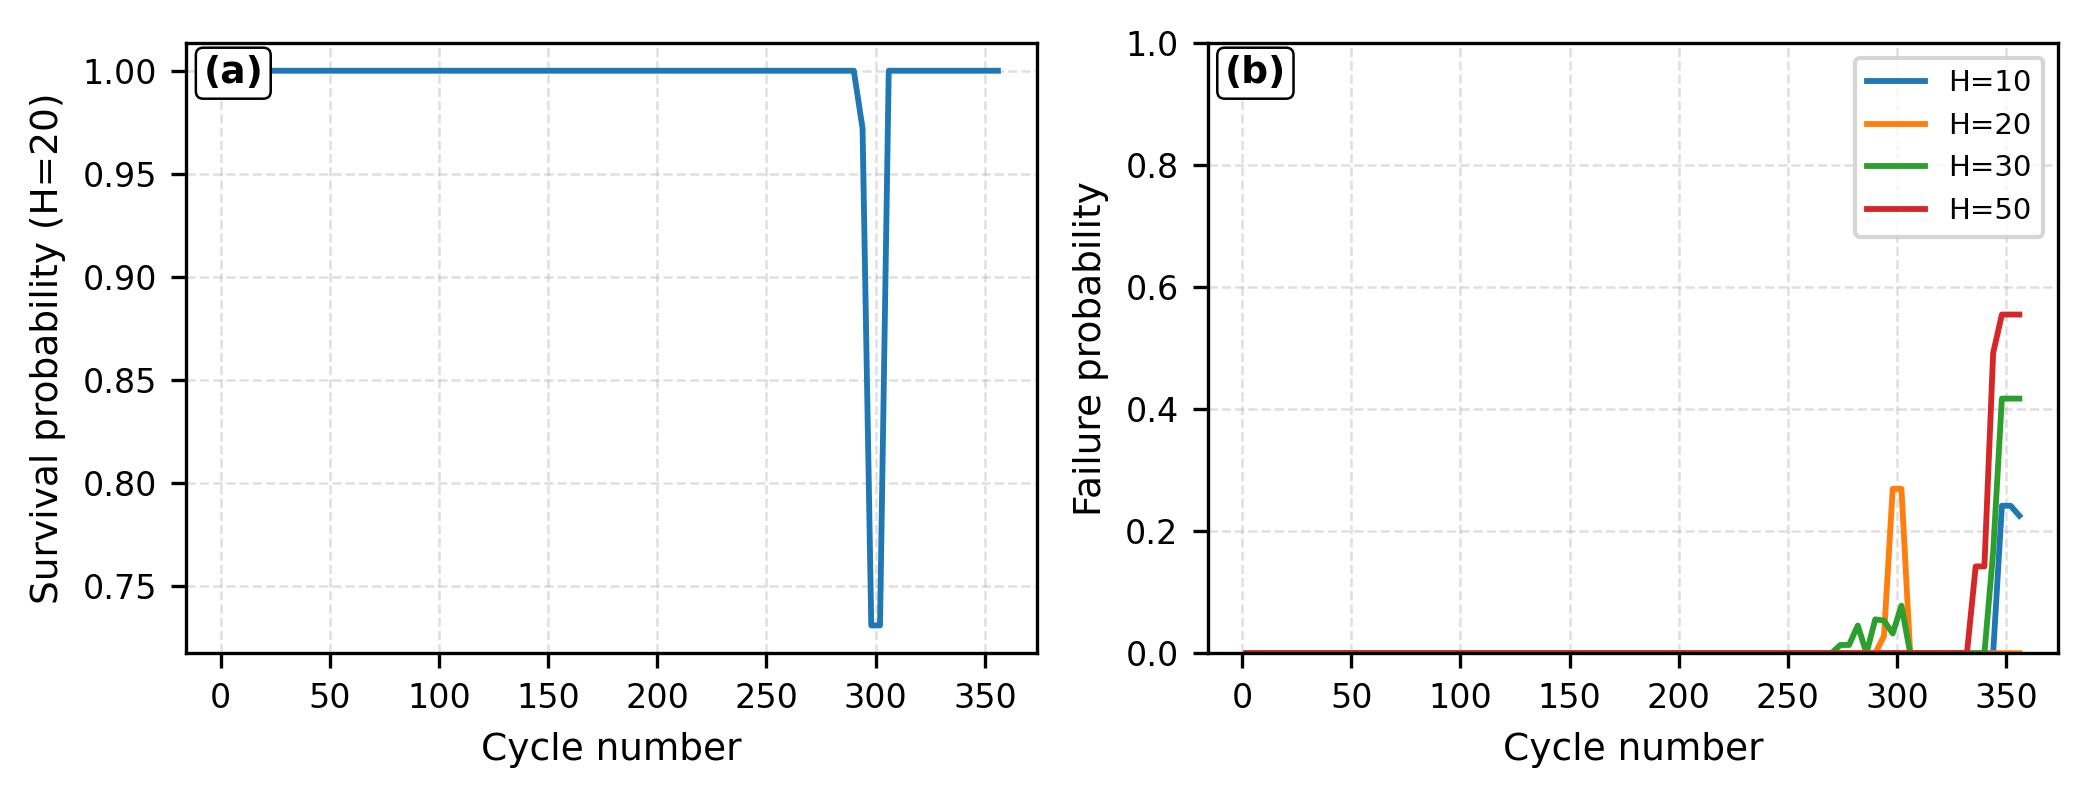 (a)
Survival probability (H=20)
1.00
0.95
0.90
0.85
0.80
0.75
0 50 100 150 200 250 300 350
Cycle number
(b)
Failure probability
1.0
0.8
0.6
0.4
0.2
0.0
0 50 100 150 200 250 300 350
Cycle number
H=10
H=20
H=30
H=50